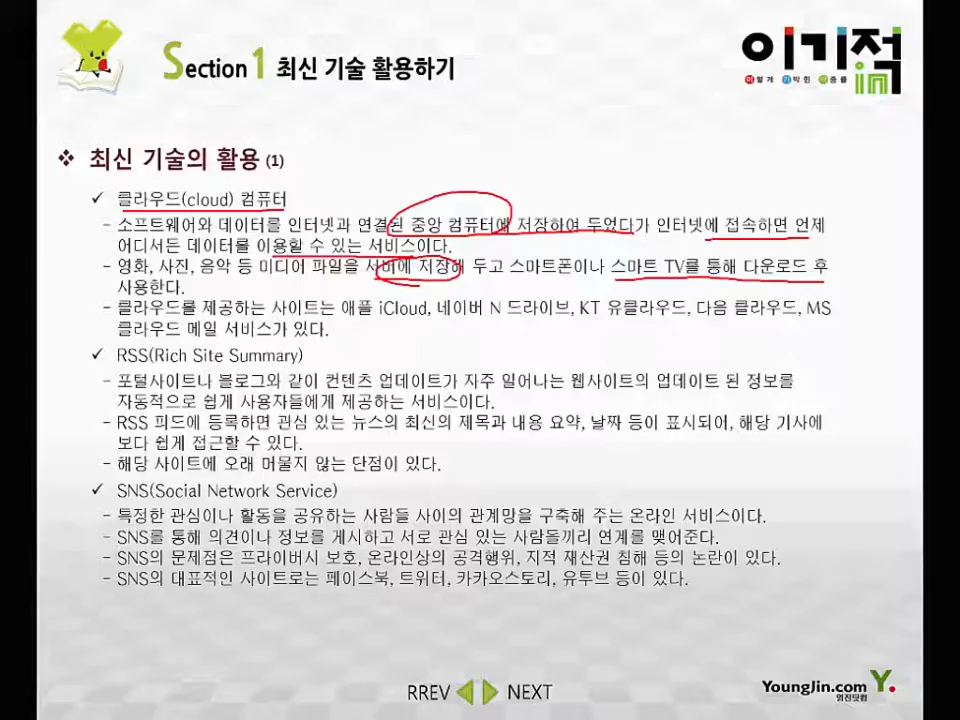 Section 1 최신 기술 활용하기
이기적 in
이렇게 기막힌 적중률
❖ 최신 기술의 활용 (1)
✓ 클라우드(cloud) 컴퓨터
- 소프트웨어와 데이터를 인터넷과 연결된 중앙 컴퓨터에 저장하여 두었다가 인터넷에 접속하면 언제
어디서든 데이터를 이용할 수 있는 서비스이다.
- 영화, 사진, 음악 등 미디어 파일을 서버에 저장해 두고 스마트폰이나 스마트 TV를 통해 다운로드 후
사용한다.
- 클라우드를 제공하는 사이트는 애플 iCloud, 네이버 N 드라이브, KT 유클라우드, 다음 클라우드, MS
클라우드 메일 서비스가 있다.
✓ RSS(Rich Site Summary)
- 포털사이트나 블로그와 같이 컨텐츠 업데이트가 자주 일어나는 웹사이트의 업데이트 된 정보를
자동적으로 쉽게 사용자들에게 제공하는 서비스이다.
- RSS 피드에 등록하면 관심 있는 뉴스의 최신의 제목과 내용 요약, 날짜 등이 표시되어, 해당 기사에
보다 쉽게 접근할 수 있다.
- 해당 사이트에 오래 머물지 않는 단점이 있다.
✓ SNS(Social Network Service)
- 특정한 관심이나 활동을 공유하는 사람들 사이의 관계망을 구축해 주는 온라인 서비스이다.
- SNS를 통해 의견이나 정보를 게시하고 서로 관심 있는 사람들끼리 연계를 맺어준다.
- SNS의 문제점은 프라이버시 보호, 온라인상의 공격행위, 지적 재산권 침해 등의 논란이 있다.
- SNS의 대표적인 사이트로는 페이스북, 트위터, 카카오스토리, 유투브 등이 있다.
RREV NEXT
YoungJin.com Y.
영진닷컴